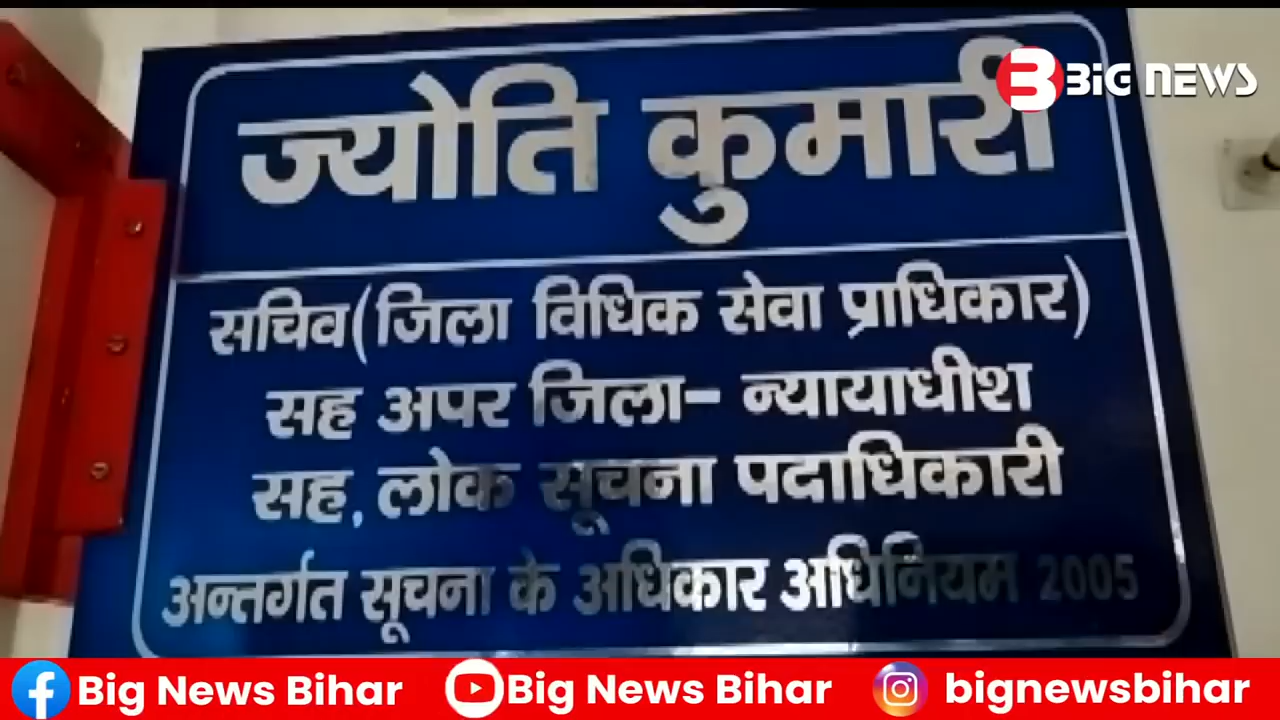 ज्योति कुमारी
BIG NEWS
सचिव(जिला विधिक सेवा प्राधिकार)
सह अपर जिला- न्यायाधीश
सह, लोक सूचना पदाधिकारी
अन्तर्गत सूचना के अधिकार अधिनियम 2005
Big News Bihar
Big News Bihar
bignewsbihar